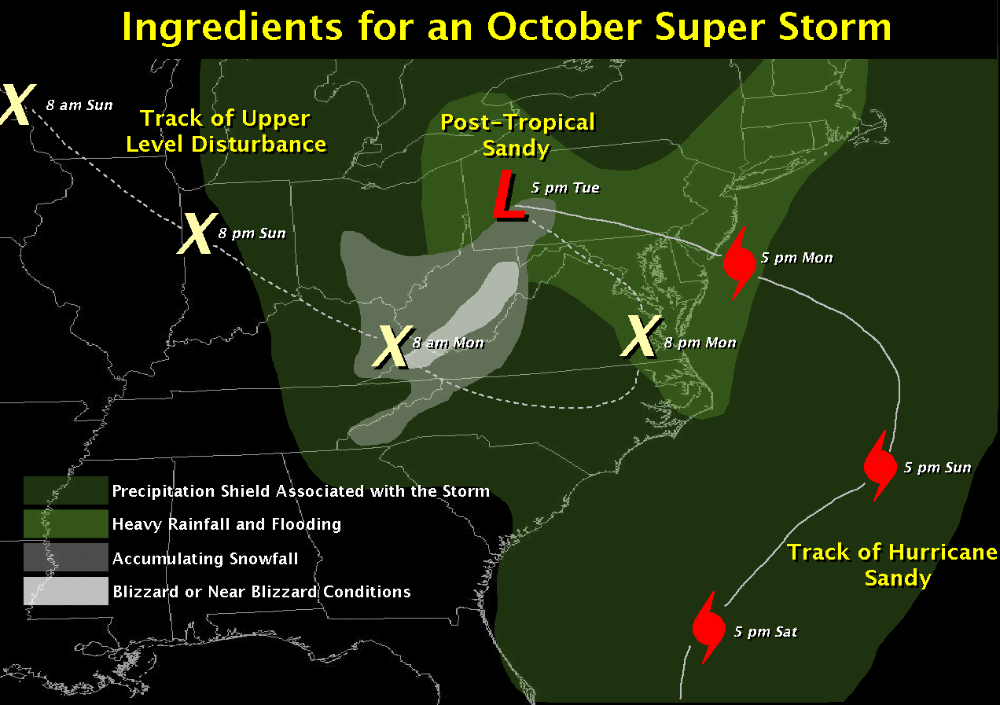 Ingredients for an October Super Storm
X
8 am Sun
Track of Upper
Level Disturbance
Post-Tropical
Sandy
L
5 pm Tue
X
8 pm Sun
5 pm Mon
X
8 am Mon
X
8 pm Mon
5 pm Sun
Precipitation Shield Associated with the Storm
Heavy Rainfall and Flooding
Accumulating Snowfall
Blizzard or Near Blizzard Conditions
Track of Hurricane
Sandy
5 pm Sat